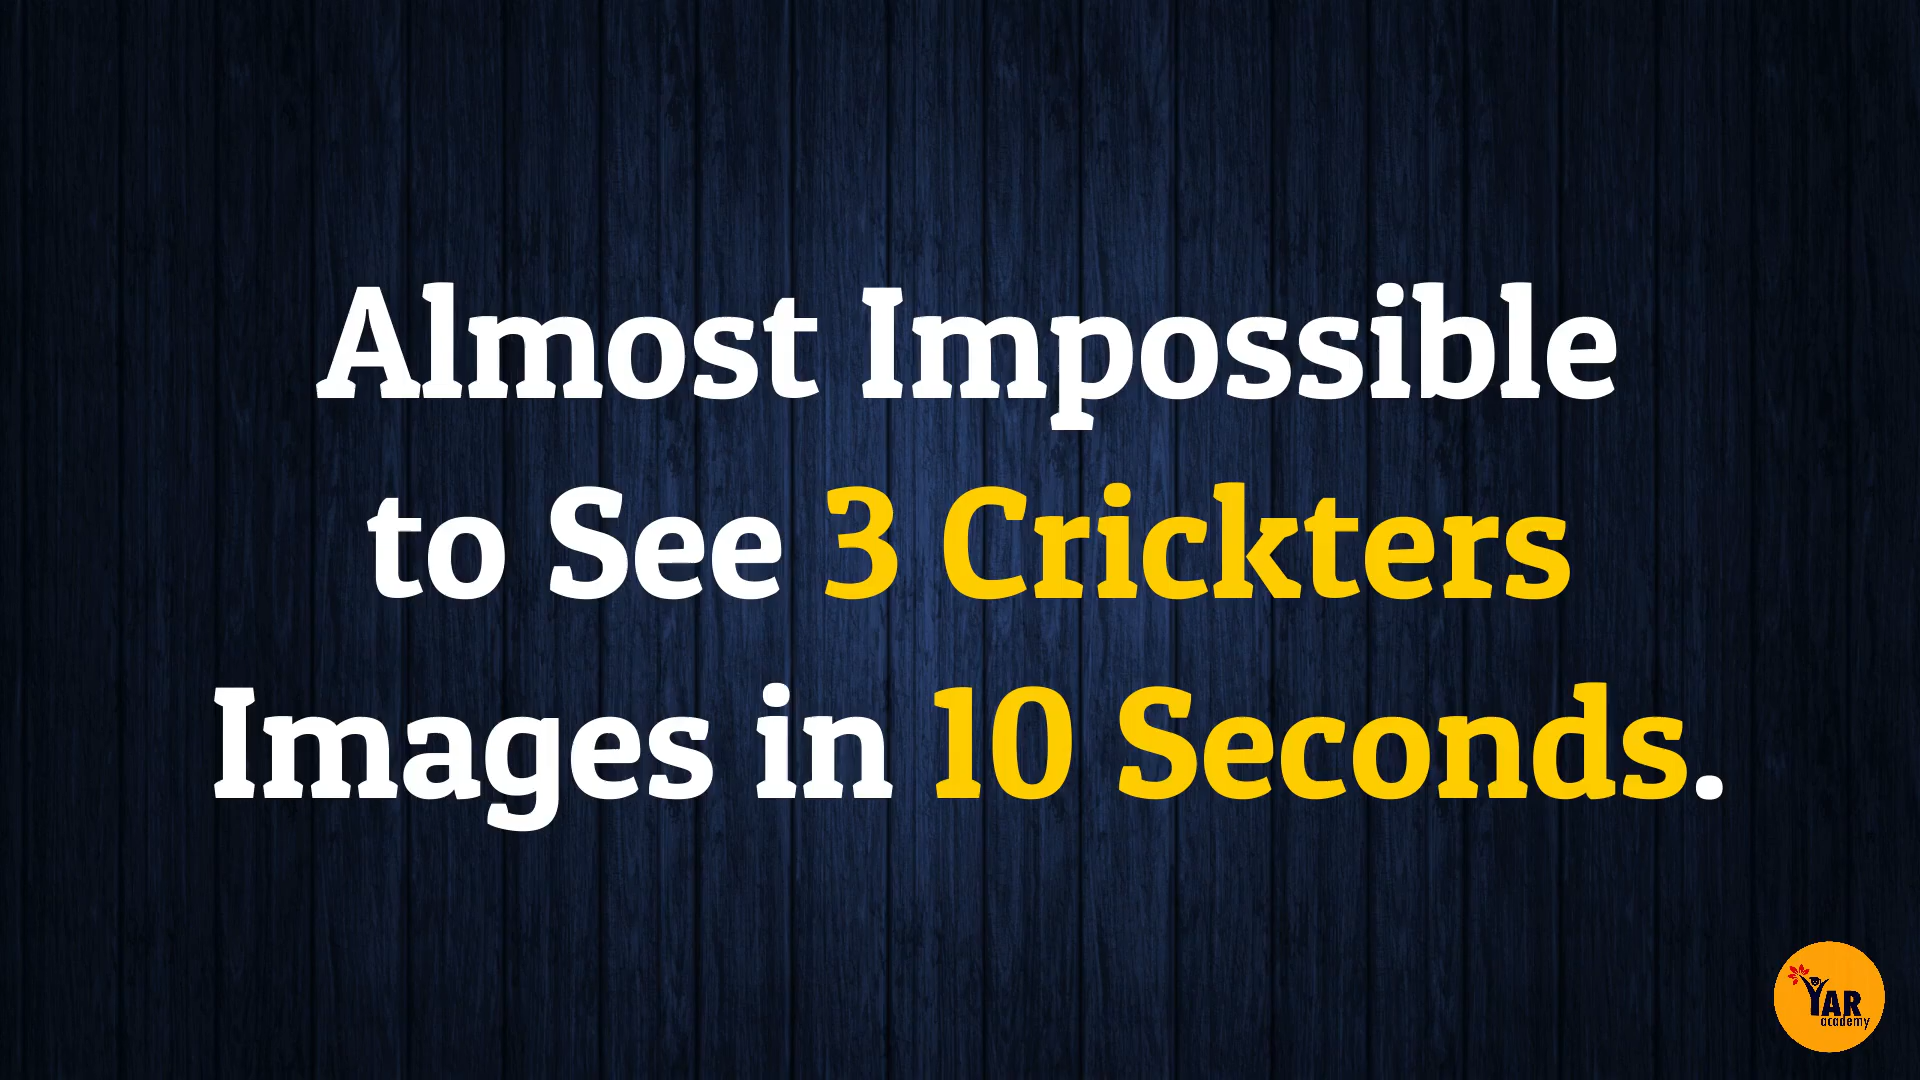 Almost Impossible
to See 3 Crickters
Images in 10 Seconds.
YAR
academy